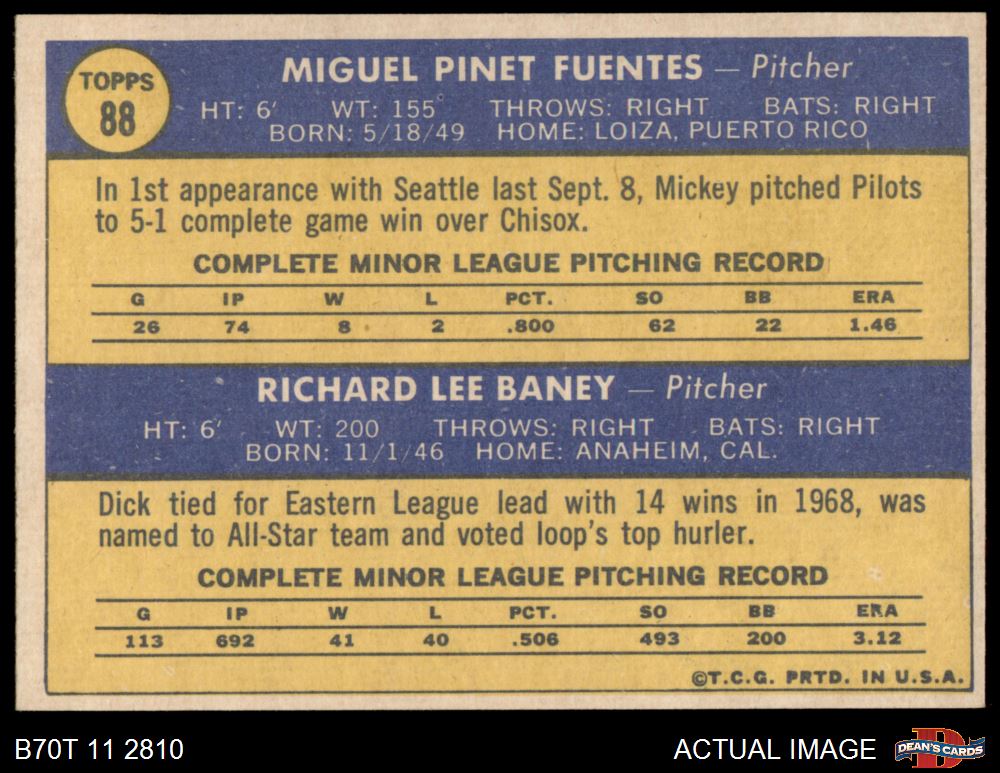 TOPPS
88
MIGUEL PINET FUENTES — Pitcher
HT: 6' WT: 155 THROWS: RIGHT BATS: RIGHT
BORN: 5/18/49 HOME: LOIZA, PUERTO RICO
In 1st appearance with Seattle last Sept. 8, Mickey pitched Pilots
to 5-1 complete game win over Chisox.
COMPLETE MINOR LEAGUE PITCHING RECORD
G IP W L PCT. SO BB ERA
26 74 8 2 .800 62 22 1.46
RICHARD LEE BANEY — Pitcher
HT: 6' WT: 200 THROWS: RIGHT BATS: RIGHT
BORN: 11/1/46 HOME: ANAHEIM, CAL.
Dick tied for Eastern League lead with 14 wins in 1968, was
named to All-Star team and voted loop's top hurler.
COMPLETE MINOR LEAGUE PITCHING RECORD
G IP W L PCT. SO BB ERA
113 692 41 40 .506 493 200 3.12
©T.C.G. PRTD. IN U.S.A.
B70T 11 2810 ACTUAL IMAGE DEAN'S CARDS